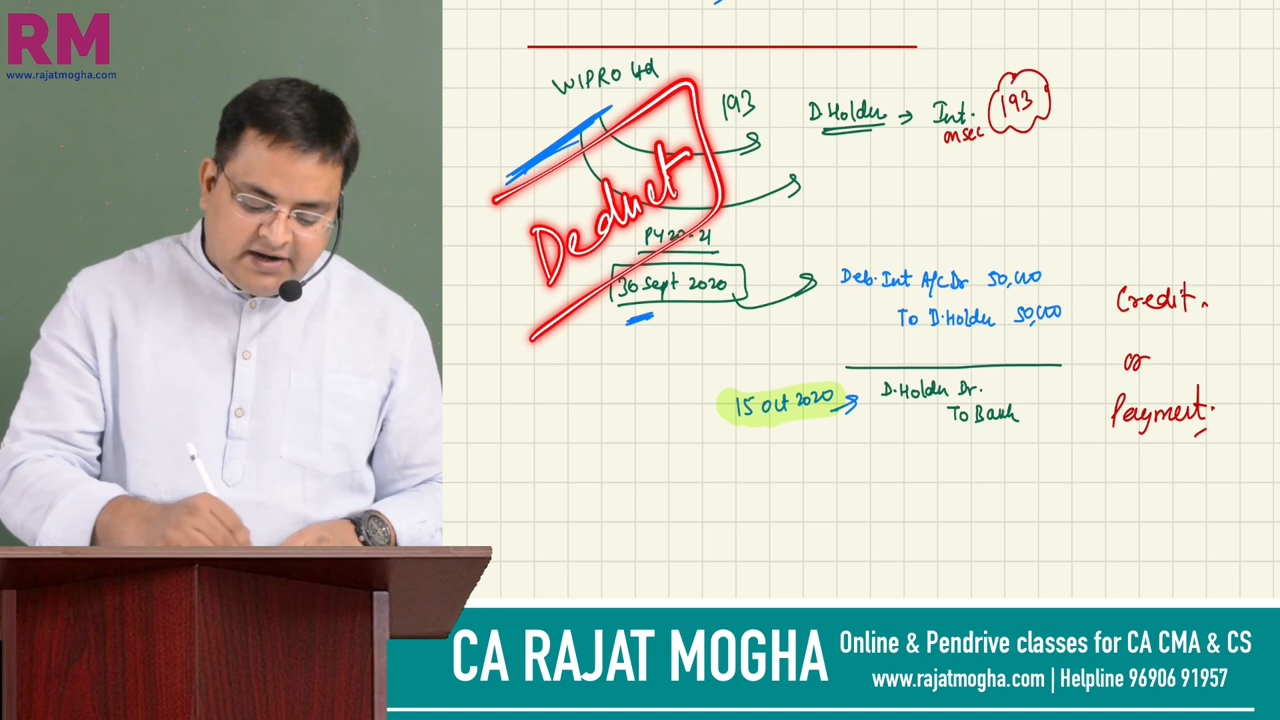 RM
www.rajatmogha.com
WIPRO Ltd
193
D.Holder → Int. 193
on sec
Deduct
PY 20-21
30 Sept 2020
Deb. Int A/C Dr 50,000
To D.Holder 50,000
Credit.
or
Payment.
15 Oct 2020
D.Holder Dr.
To Bank
CA RAJAT MOGHA
Online & Pendrive classes for CA CMA & CS
www.rajatmogha.com | Helpline 96906 91957